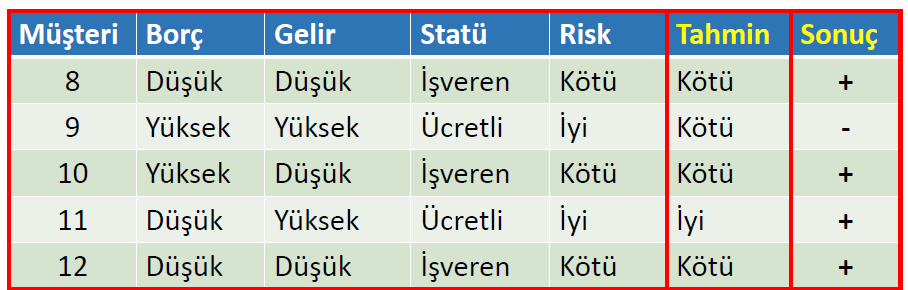 Müşteri Borç Gelir Statü Risk Tahmin Sonuç
8 Düşük Düşük İşveren Kötü Kötü +
9 Yüksek Yüksek Ücretli İyi Kötü -
10 Yüksek Düşük İşveren Kötü Kötü +
11 Düşük Yüksek Ücretli İyi İyi +
12 Düşük Düşük İşveren Kötü Kötü +